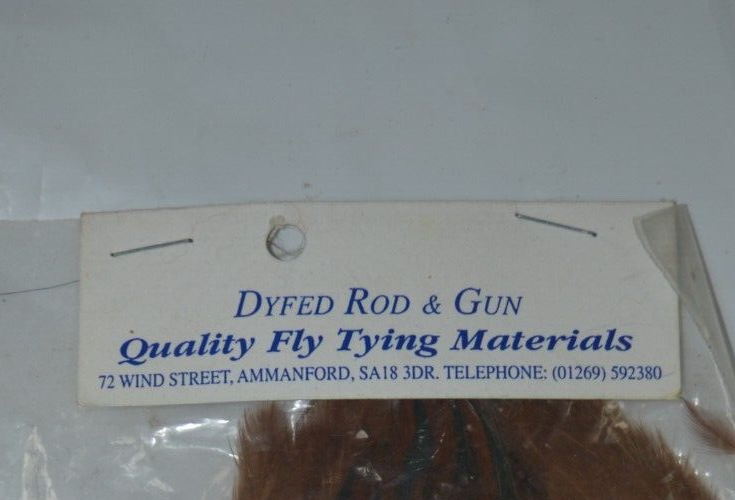 DYFED ROD & GUN
Quality Fly Tying Materials
72 WIND STREET, AMMANFORD, SA18 3DR. TELEPHONE: (01269) 592380